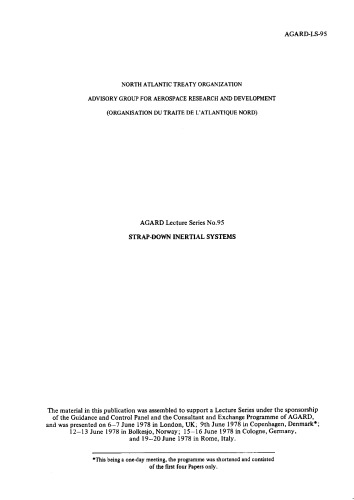 AGARD-LS-95
NORTH ATLANTIC TREATY ORGANIZATION
ADVISORY GROUP FOR AEROSPACE RESEARCH AND DEVELOPMENT
(ORGANISATION DU TRAITE DE L'ATLANTIQUE NORD)
AGARD Lecture Series No.95
STRAP-DOWN INERTIAL SYSTEMS
The material in this publication was assembled to support a Lecture Series under the sponsorship
of the Guidance and Control Panel and the Consultant and Exchange Programme of AGARD,
and was presented on 6–7 June 1978 in London, UK; 9th June 1978 in Copenhagen, Denmark*;
12–13 June 1978 in Bolkesjo, Norway; 15–16 June 1978 in Cologne, Germany,
and 19–20 June 1978 in Rome, Italy.
*This being a one-day meeting, the programme was shortened and consisted
of the first four Papers only.